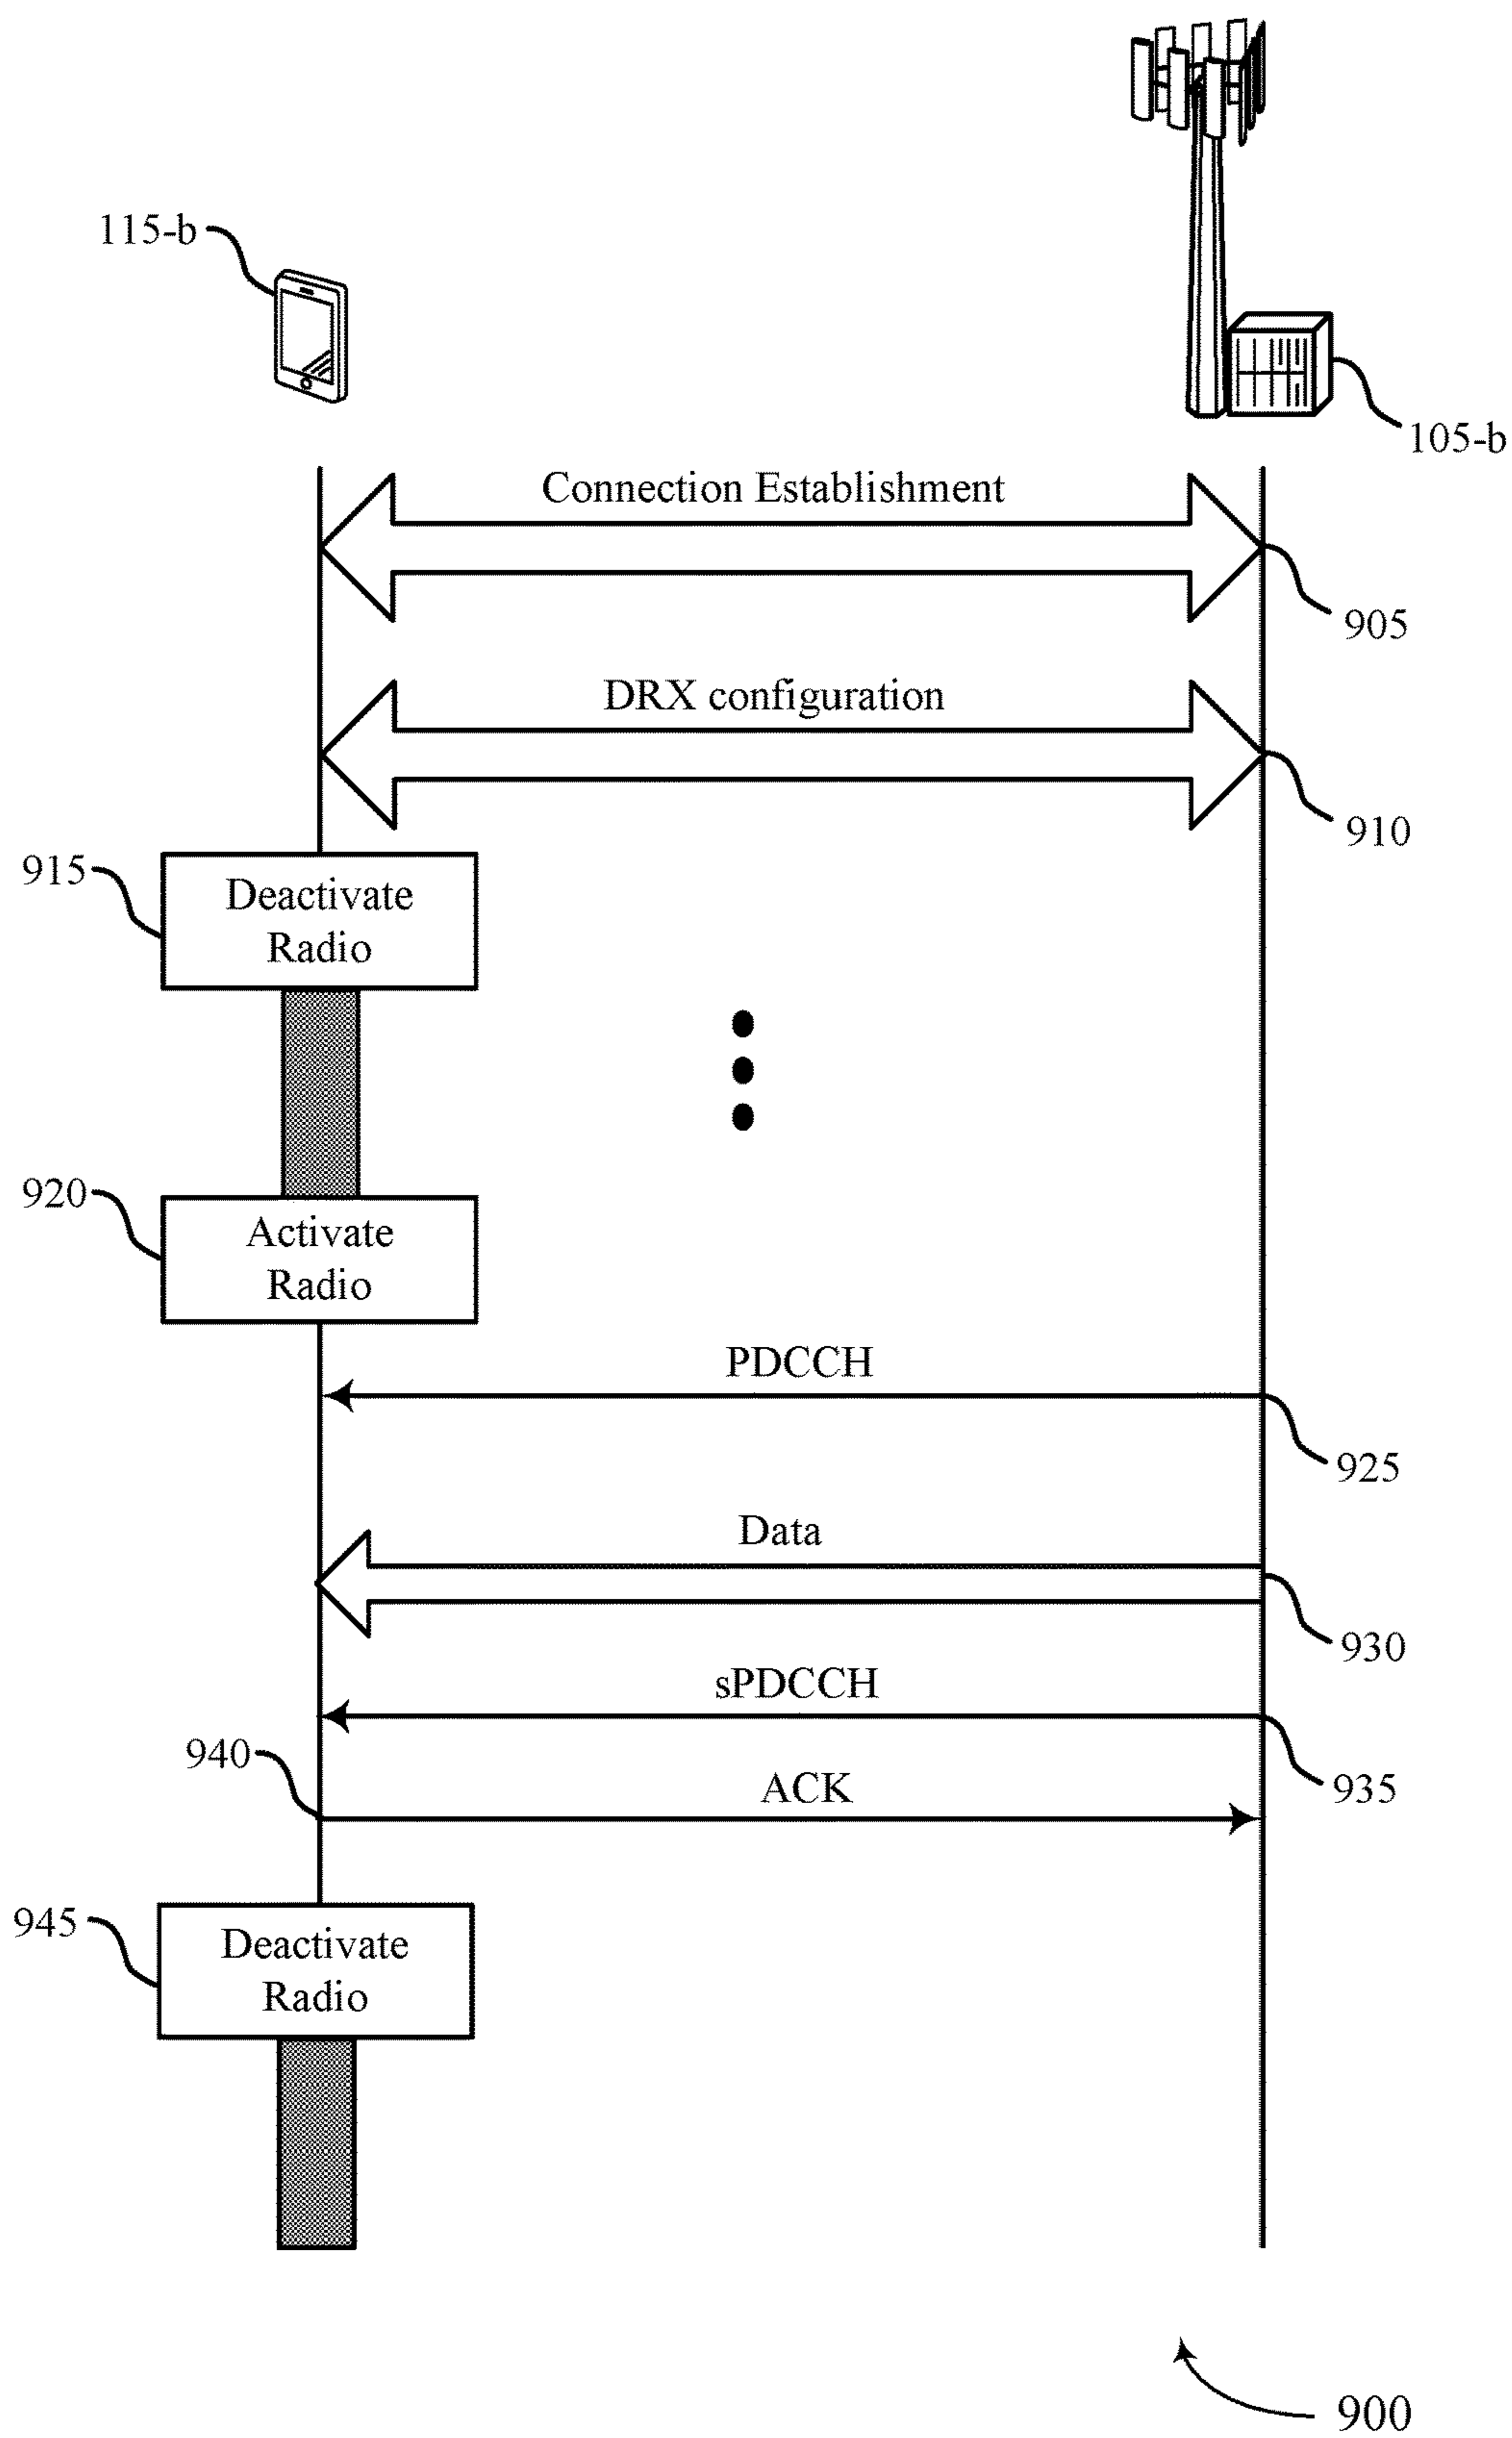 115-b
105-b
Connection Establishment
905
DRX configuration
910
915
Deactivate
Radio
920
Activate
Radio
PDCCH
925
Data
930
sPDCCH
935
940
ACK
945
Deactivate
Radio
900